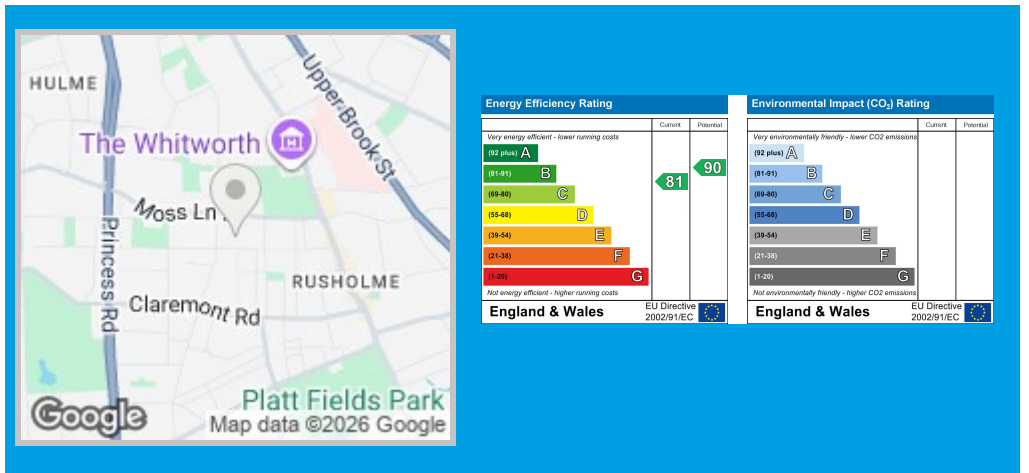 HULME
Upper Brook St
The Whitworth
Moss Ln
Princess Rd
RUSHOLME
Claremont Rd
Platt Fields Park
Google
Map data ©2026 Google
Energy Efficiency Rating
Current Potential
Very energy efficient - lower running costs
(92 plus) A
(81-91) B
(69-80) C
(55-68) D
(39-54) E
(21-38) F
(1-20) G
81
90
Not energy efficient - higher running costs
England & Wales
EU Directive
2002/91/EC
Environmental Impact (CO₂) Rating
Current Potential
Very environmentally friendly - lower CO2 emissions
(92 plus) A
(81-91) B
(69-80) C
(55-68) D
(39-54) E
(21-38) F
(1-20) G
Not environmentally friendly - higher CO2 emissions
England & Wales
EU Directive
2002/91/EC